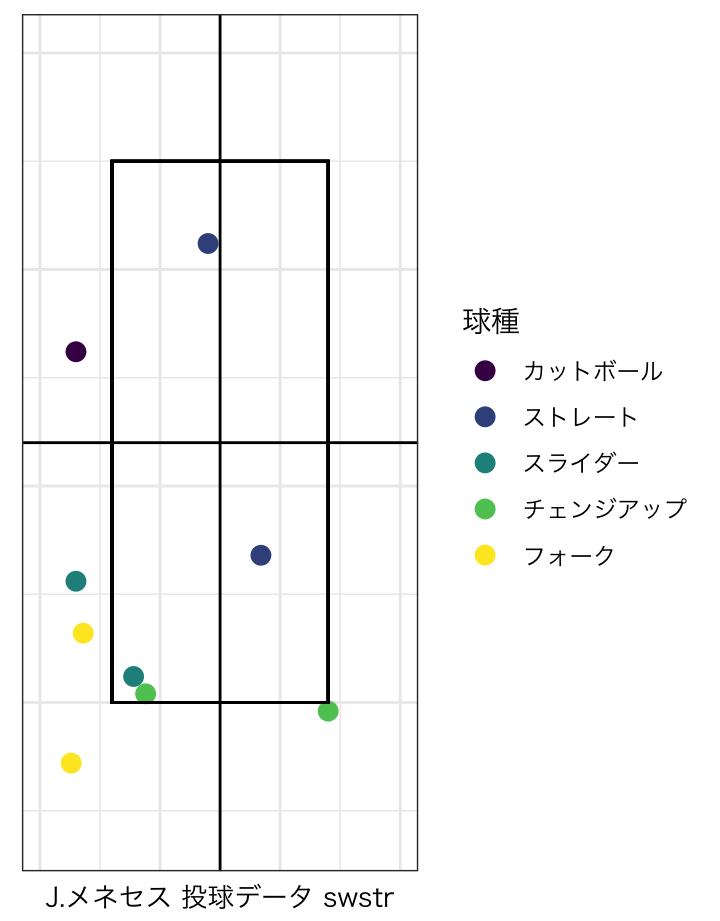 球種
カットボール
ストレート
スライダー
チェンジアップ
フォーク
J.メネセス 投球データ swstr